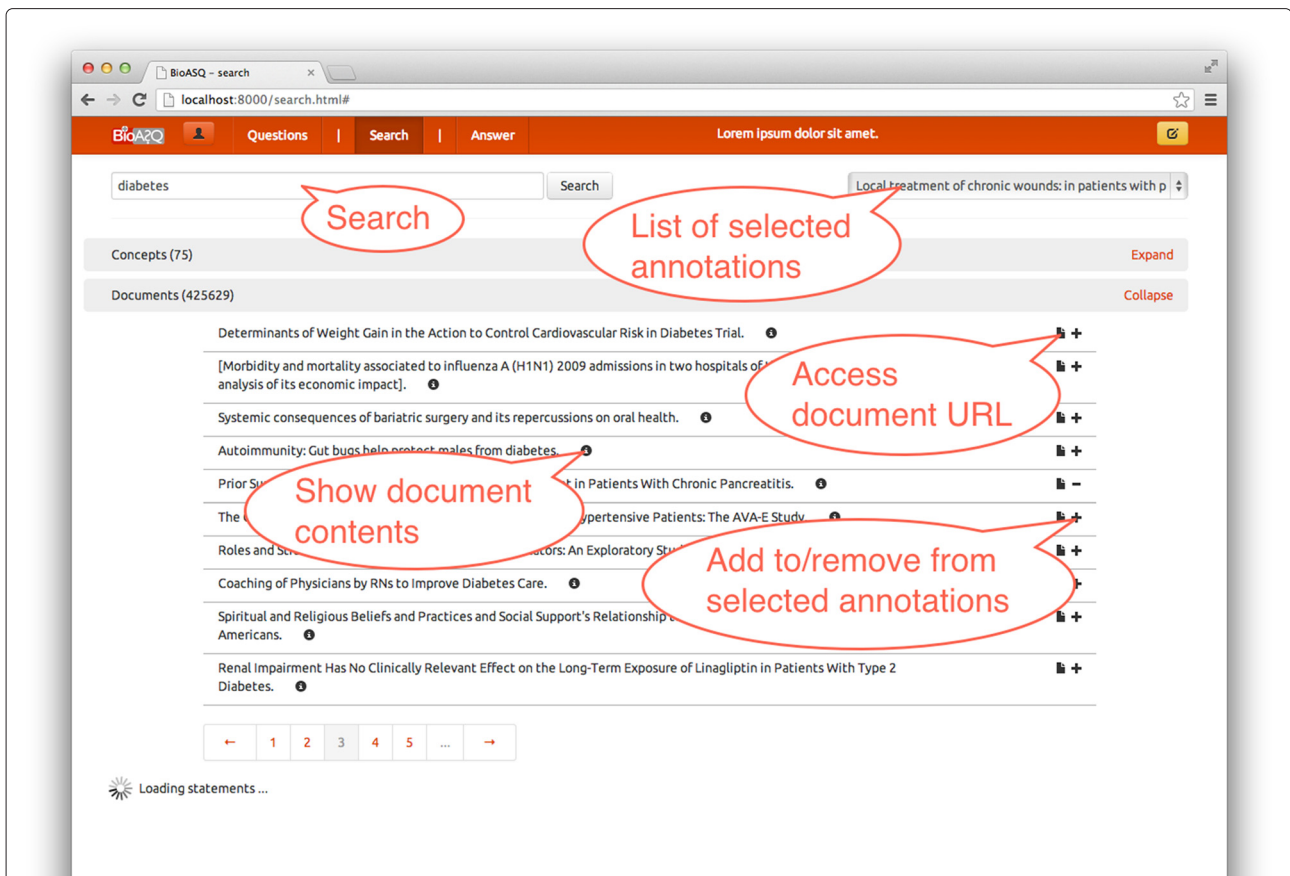 BioASQ – search
localhost:8000/search.html#
BioASQ Questions | Search | Answer Lorem ipsum dolor sit amet.
diabetes Search Local treatment of chronic wounds: in patients with p
Search
List of selected
annotations
Concepts (75) Expand
Documents (425629) Collapse
Determinants of Weight Gain in the Action to Control Cardiovascular Risk in Diabetes Trial.
[Morbidity and mortality associated to influenza A (H1N1) 2009 admissions in two hospitals of
analysis of its economic impact].
Access
document URL
Systemic consequences of bariatric surgery and its repercussions on oral health.
Autoimmunity: Gut bugs help protect males from diabetes.
Prior in Patients With Chronic Pancreatitis.
Show document
contents
The Hypertensive Patients: The AVA-E Study
Roles and An Exploratory
Add to/remove from
selected annotations
Coaching of Physicians by RNs to Improve Diabetes Care.
Spiritual and Religious Beliefs and Practices and Social Support's Relationship
Americans.
Renal Impairment Has No Clinically Relevant Effect on the Long-Term Exposure of Linagliptin in Patients With Type 2
Diabetes.
← 1 2 3 4 5 ... →
Loading statements ...